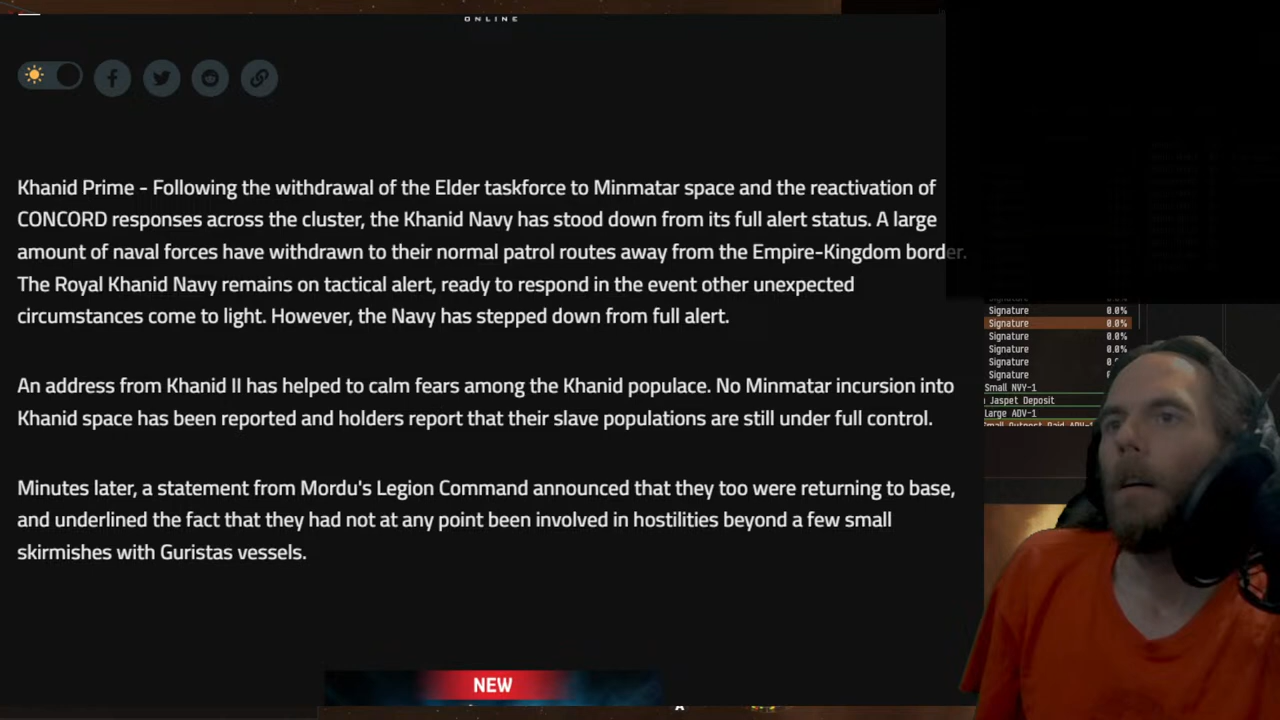 ONLINE
Khanid Prime - Following the withdrawal of the Elder taskforce to Minmatar space and the reactivation of
CONCORD responses across the cluster, the Khanid Navy has stood down from its full alert status. A large
amount of naval forces have withdrawn to their normal patrol routes away from the Empire-Kingdom border.
The Royal Khanid Navy remains on tactical alert, ready to respond in the event other unexpected
circumstances come to light. However, the Navy has stepped down from full alert.
An address from Khanid II has helped to calm fears among the Khanid populace. No Minmatar incursion into
Khanid space has been reported and holders report that their slave populations are still under full control.
Minutes later, a statement from Mordu's Legion Command announced that they too were returning to base,
and underlined the fact that they had not at any point been involved in hostilities beyond a few small
skirmishes with Guristas vessels.
NEW
Signature 0.0%
Signature 0.0%
Signature 0.0%
Signature 0.0%
Signature 0.0%
Signature
Signature
Small NVY-1
Jaspet Deposit
Large ADV-1
Small Outpost Raid ADV-1